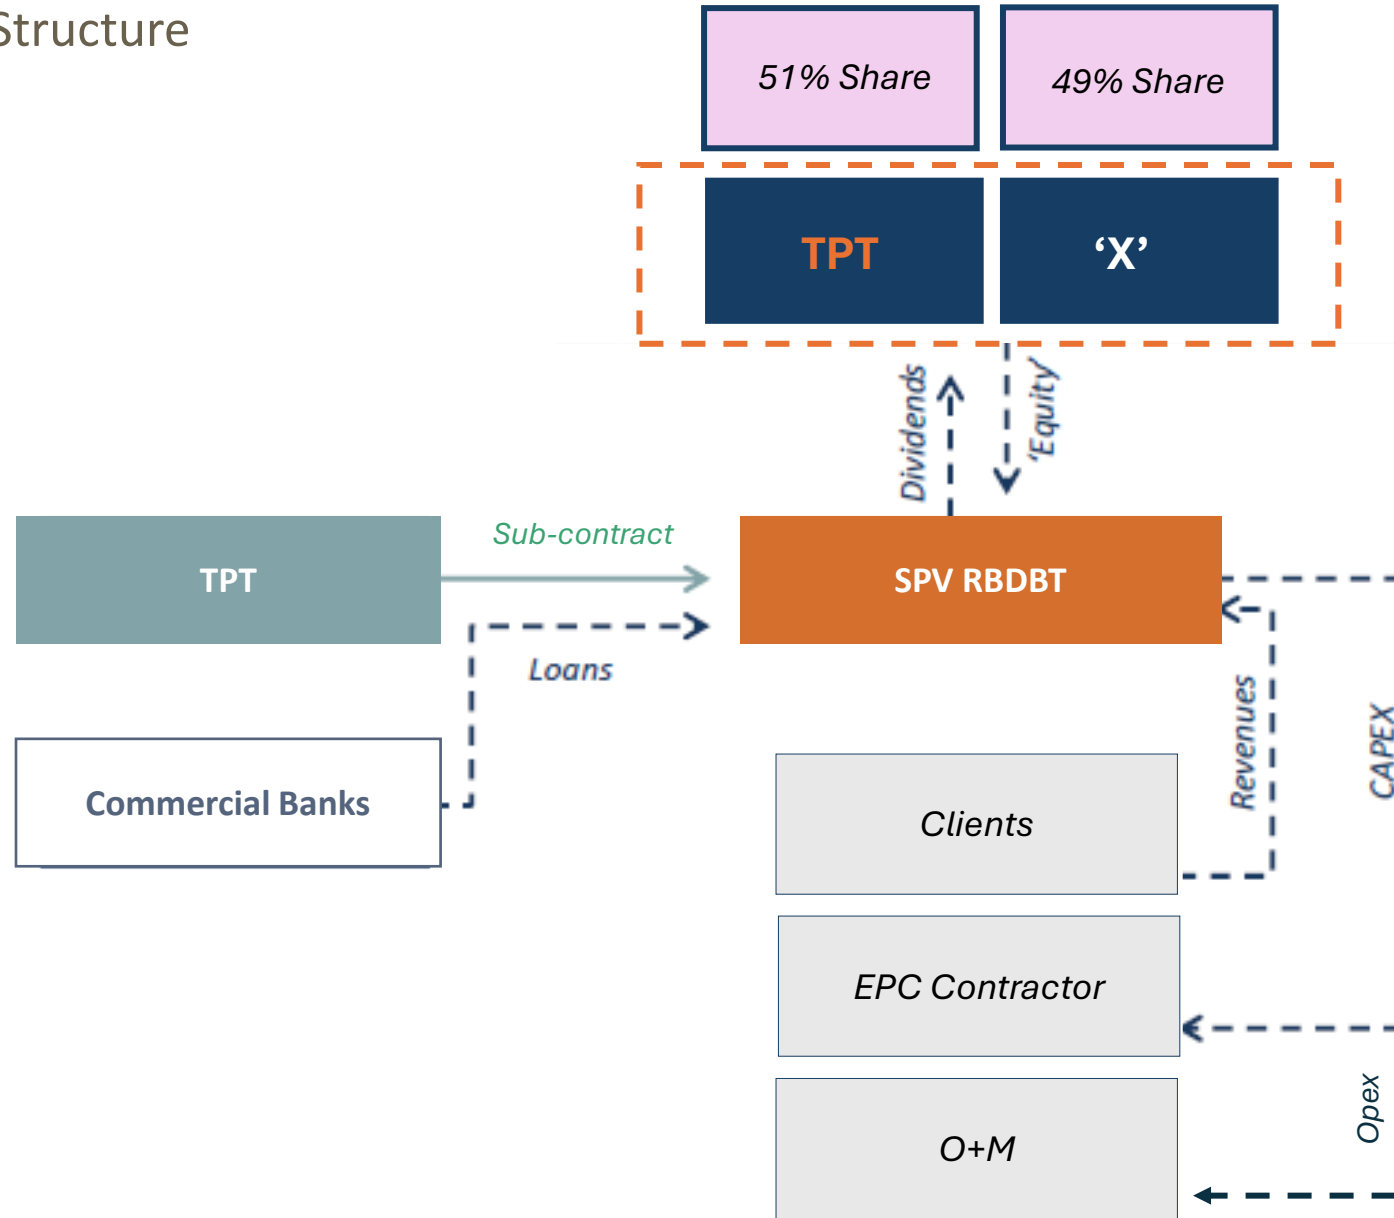 Structure
51% Share
49% Share
TPT
‘X’
Dividends
‘Equity’
Sub-contract
TPT
SPV RBDBT
Loans
Commercial Banks
Revenues
CAPEX
Clients
EPC Contractor
Opex
O+M